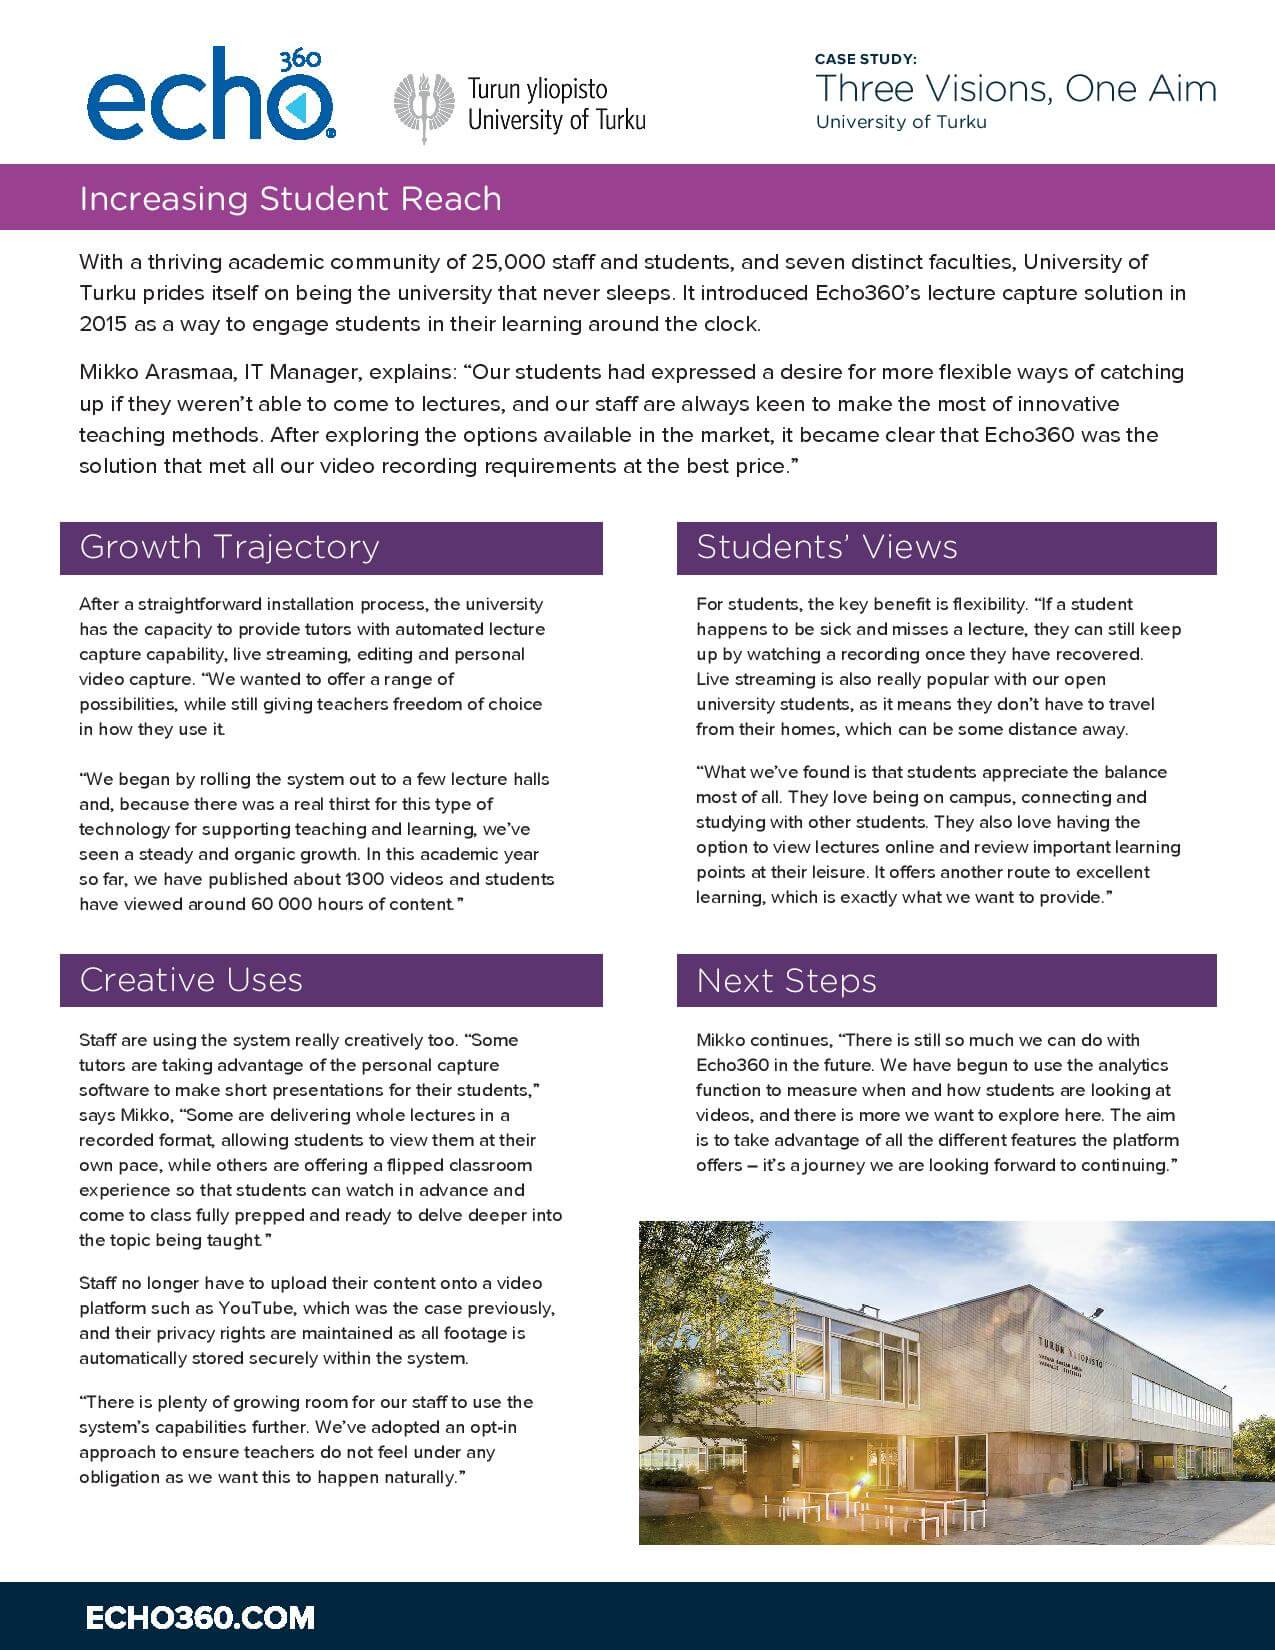 echo 360
Turun yliopisto
University of Turku
CASE STUDY:
Three Visions, One Aim
University of Turku
Increasing Student Reach
With a thriving academic community of 25,000 staff and students, and seven distinct faculties, University of
Turku prides itself on being the university that never sleeps. It introduced Echo360’s lecture capture solution in
2015 as a way to engage students in their learning around the clock.
Mikko Arasmaa, IT Manager, explains: “Our students had expressed a desire for more flexible ways of catching
up if they weren’t able to come to lectures, and our staff are always keen to make the most of innovative
teaching methods. After exploring the options available in the market, it became clear that Echo360 was the
solution that met all our video recording requirements at the best price.”
Growth Trajectory
After a straightforward installation process, the university
has the capacity to provide tutors with automated lecture
capture capability, live streaming, editing and personal
video capture. “We wanted to offer a range of
possibilities, while still giving teachers freedom of choice
in how they use it.
“We began by rolling the system out to a few lecture halls
and, because there was a real thirst for this type of
technology for supporting teaching and learning, we’ve
seen a steady and organic growth. In this academic year
so far, we have published about 1300 videos and students
have viewed around 60 000 hours of content.”
Creative Uses
Staff are using the system really creatively too. “Some
tutors are taking advantage of the personal capture
software to make short presentations for their students,”
says Mikko, “Some are delivering whole lectures in a
recorded format, allowing students to view them at their
own pace, while others are offering a flipped classroom
experience so that students can watch in advance and
come to class fully prepped and ready to delve deeper into
the topic being taught.”
Staff no longer have to upload their content onto a video
platform such as YouTube, which was the case previously,
and their privacy rights are maintained as all footage is
automatically stored securely within the system.
“There is plenty of growing room for our staff to use the
system’s capabilities further. We’ve adopted an opt-in
approach to ensure teachers do not feel under any
obligation as we want this to happen naturally.”
Students’ Views
For students, the key benefit is flexibility. “If a student
happens to be sick and misses a lecture, they can still keep
up by watching a recording once they have recovered.
Live streaming is also really popular with our open
university students, as it means they don’t have to travel
from their homes, which can be some distance away.
“What we’ve found is that students appreciate the balance
most of all. They love being on campus, connecting and
studying with other students. They also love having the
option to view lectures online and review important learning
points at their leisure. It offers another route to excellent
learning, which is exactly what we want to provide.”
Next Steps
Mikko continues, “There is still so much we can do with
Echo360 in the future. We have begun to use the analytics
function to measure when and how students are looking at
videos, and there is more we want to explore here. The aim
is to take advantage of all the different features the platform
offers – it’s a journey we are looking forward to continuing.”
TURUN YLIOPISTO
ECHO360.COM